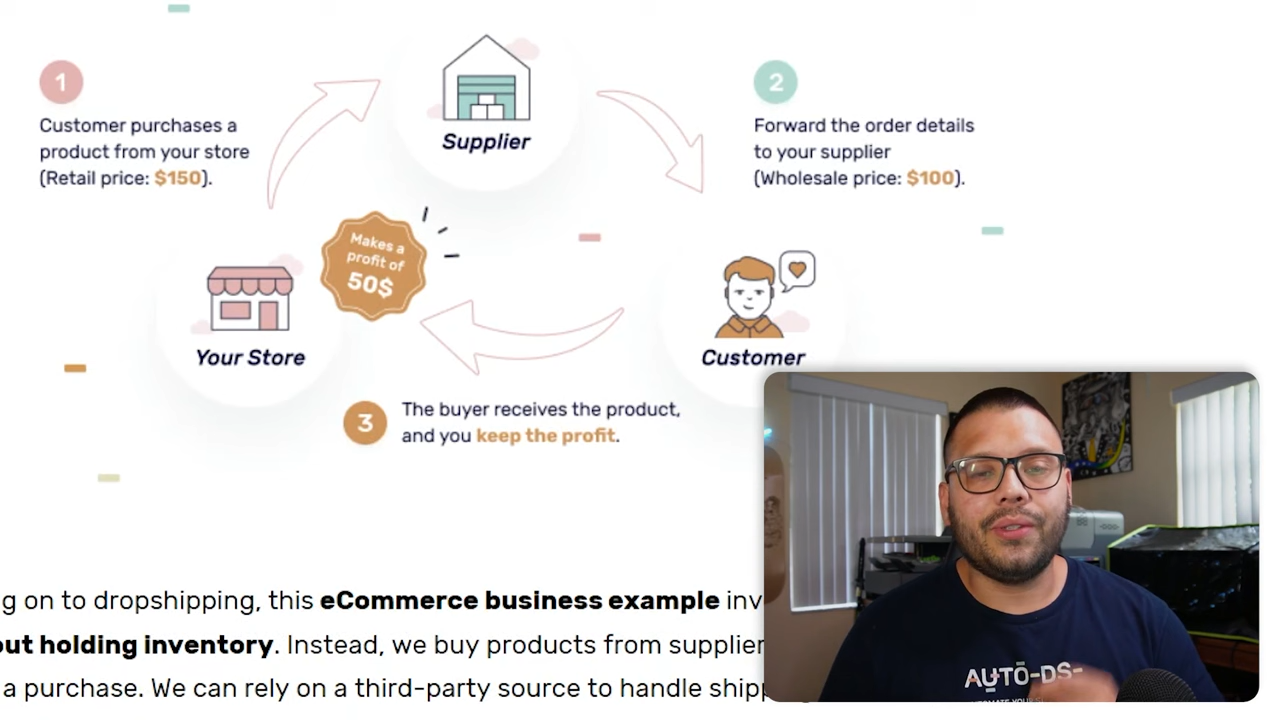 1
Customer purchases a
product from your store
(Retail price: $150).
Supplier
2
Forward the order details
to your supplier
(Wholesale price: $100).
Makes a
profit of
50$
Your Store
Customer
3
The buyer receives the product,
and you keep the profit.
g on to dropshipping, this eCommerce business example inv
out holding inventory. Instead, we buy products from supplier
a purchase. We can rely on a third-party source to handle shipp
AUTO-DS-